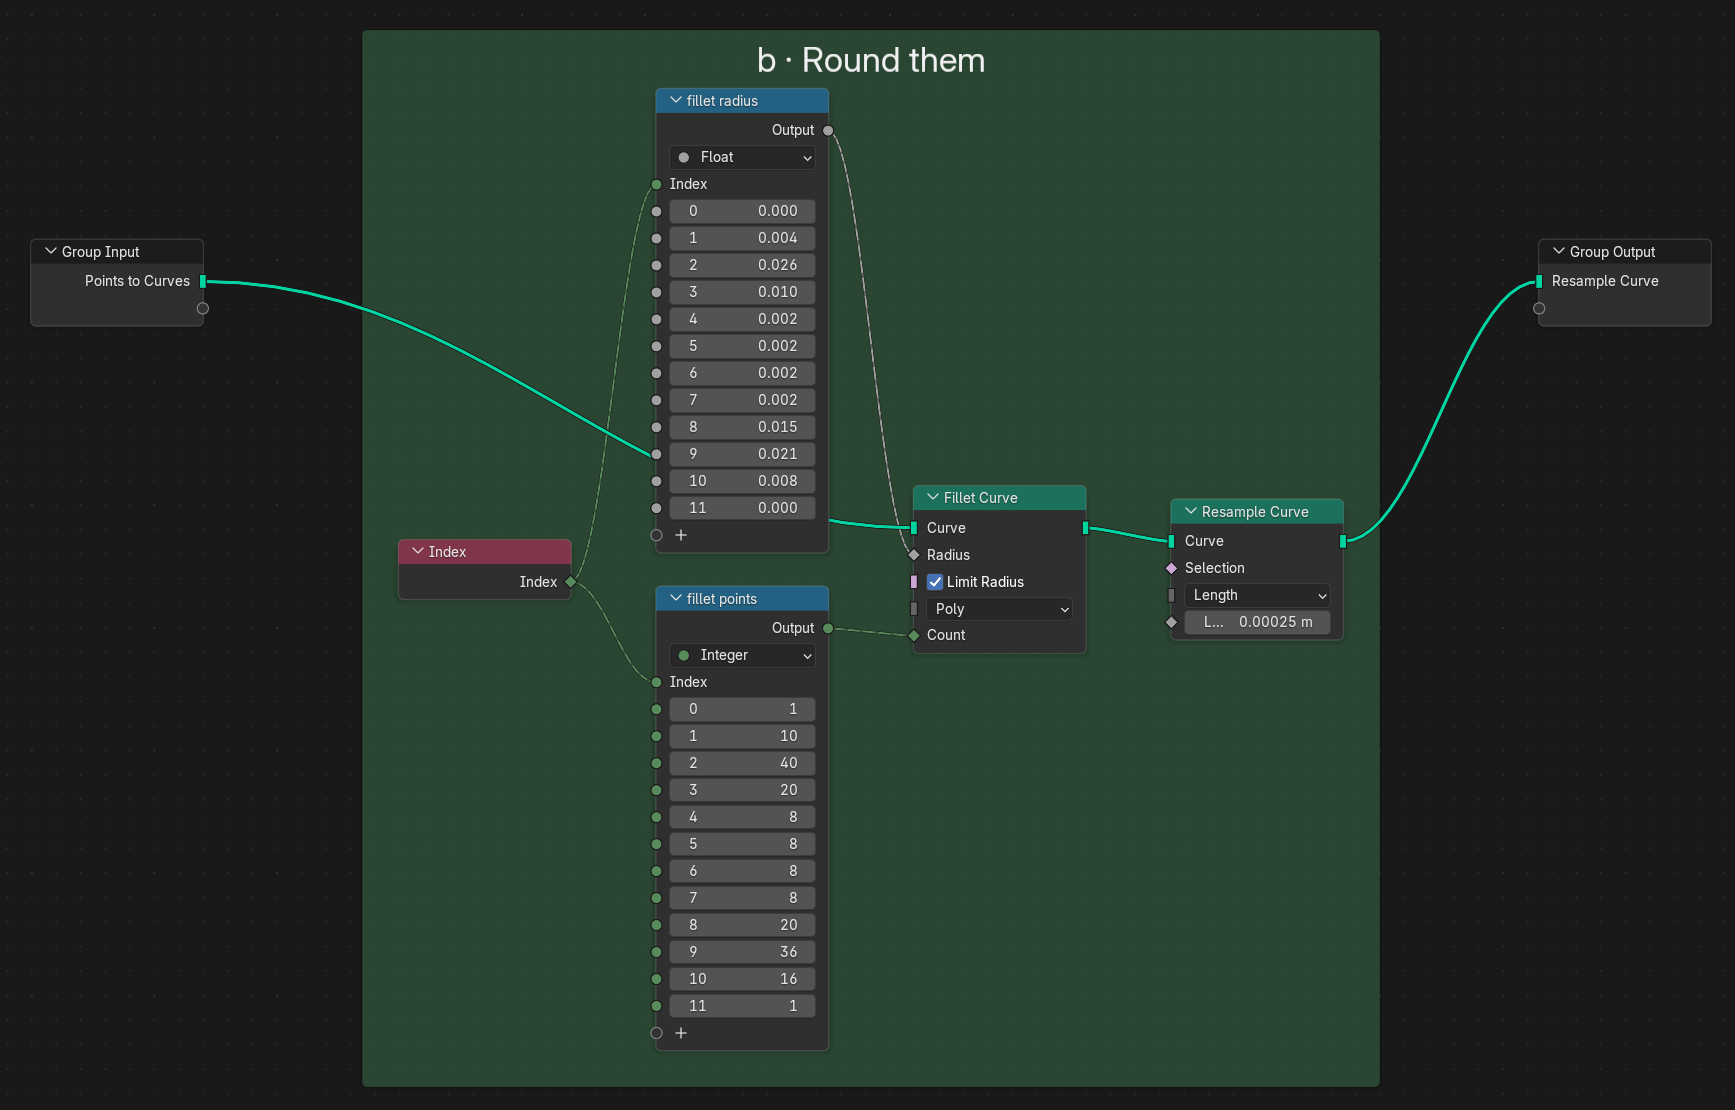 b · Round them
Group Input
Points to Curves
fillet radius
Output
Float
Index
0 0.000
1 0.004
2 0.026
3 0.010
4 0.002
5 0.002
6 0.002
7 0.002
8 0.015
9 0.021
10 0.008
11 0.000
+
Index
Index
fillet points
Output
Integer
Index
0 1
1 10
2 40
3 20
4 8
5 8
6 8
7 8
8 20
9 36
10 16
11 1
+
Fillet Curve
Curve
Radius
Limit Radius
Poly
Count
Resample Curve
Curve
Selection
Length
L... 0.00025 m
Group Output
Resample Curve